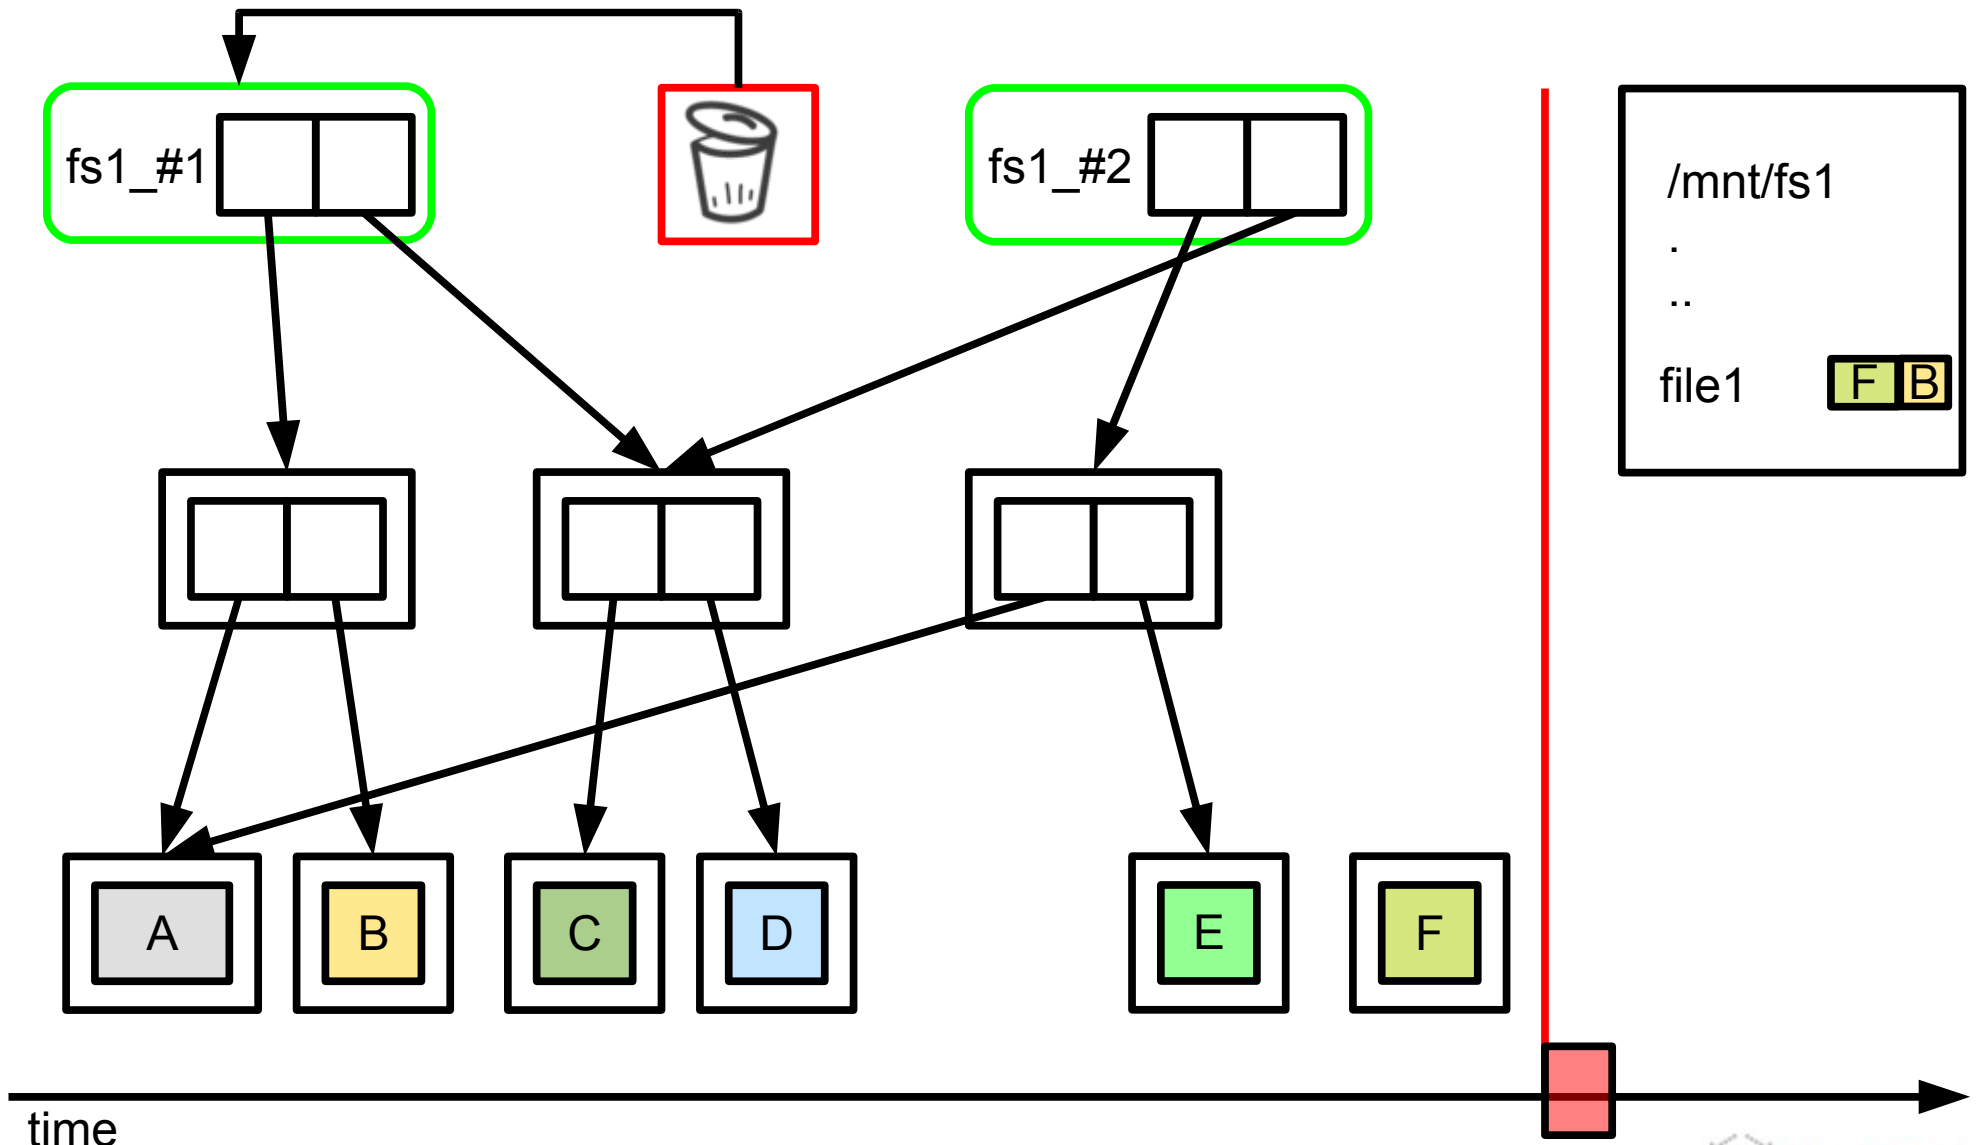 fs1_#1
fs1_#2
/mnt/fs1
.
..
file1 F B
A B C D E F
time